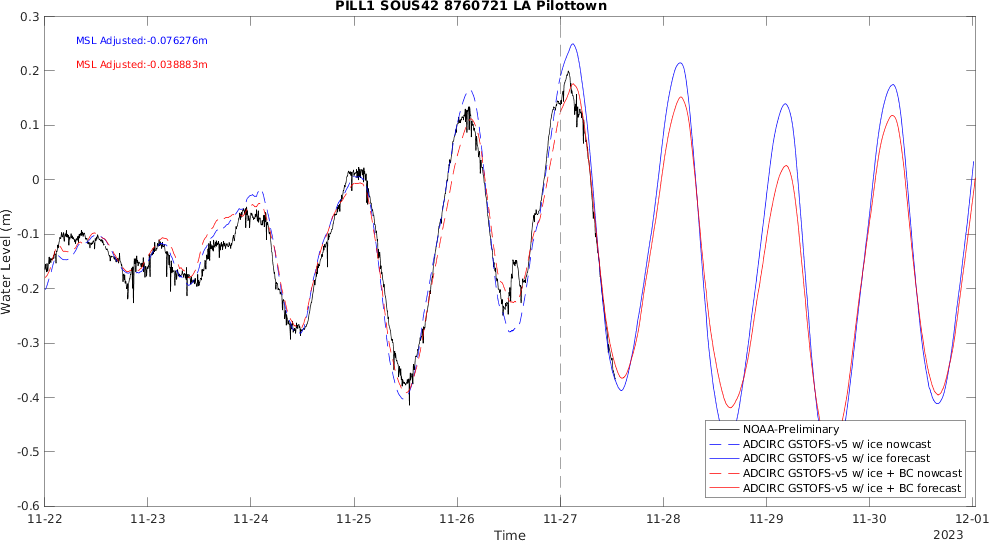 PILL1 SOUS42 8760721 LA Pilottown
MSL Adjusted:-0.076276m
MSL Adjusted:-0.038883m
0.3
0.2
0.1
0
-0.1
-0.2
-0.3
-0.4
-0.5
-0.6
Water Level (m)
NOAA-Preliminary
ADCIRC GSTOFS-v5 w/ ice nowcast
ADCIRC GSTOFS-v5 w/ ice forecast
ADCIRC GSTOFS-v5 w/ ice + BC nowcast
ADCIRC GSTOFS-v5 w/ ice + BC forecast
11-22 11-23 11-24 11-25 11-26 11-27 11-28 11-29 11-30 12-01
Time
2023